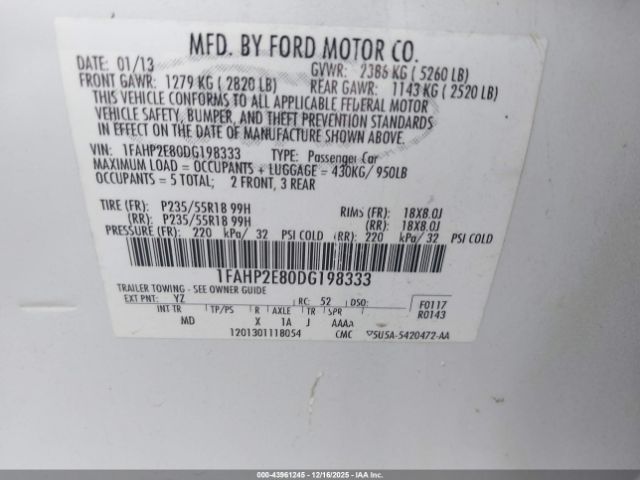 MFD. BY FORD MOTOR CO.
DATE: 01/13 GVWR: 2386 KG ( 5260 LB)
FRONT GAWR: 1279 KG ( 2820 LB) REAR GAWR: 1143 KG ( 2520 LB)
THIS VEHICLE CONFORMS TO ALL APPLICABLE FEDERAL MOTOR
VEHICLE SAFETY, BUMPER, AND THEFT PREVENTION STANDARDS
IN EFFECT ON THE DATE OF MANUFACTURE SHOWN ABOVE.
VIN: 1FAHP2E80DG198333 TYPE: Passenger Car
MAXIMUM LOAD = OCCUPANTS + LUGGAGE = 430KG/ 950LB
OCCUPANTS = 5 TOTAL; 2 FRONT, 3 REAR
TIRE (FR): P235/55R18 99H RIMS (FR): 18X8.0J
(RR): P235/55R18 99H (RR): 18X8.0J
PRESSURE (FR): 220 kPa/ 32 PSI COLD (RR): 220 kPa/ 32 PSI COLD
1FAHP2E80DG198333
TRAILER TOWING - SEE OWNER GUIDE
EXT PNT: YZ RC: 52 DSO: F0117
INT TR TP/PS R AXLE TR SPR R0143
MD X 1A J AAAA
1201301118054 CMC ▽5U5A-5420472-AA
000-43961245 - 12/16/2025 - IAAI.CA